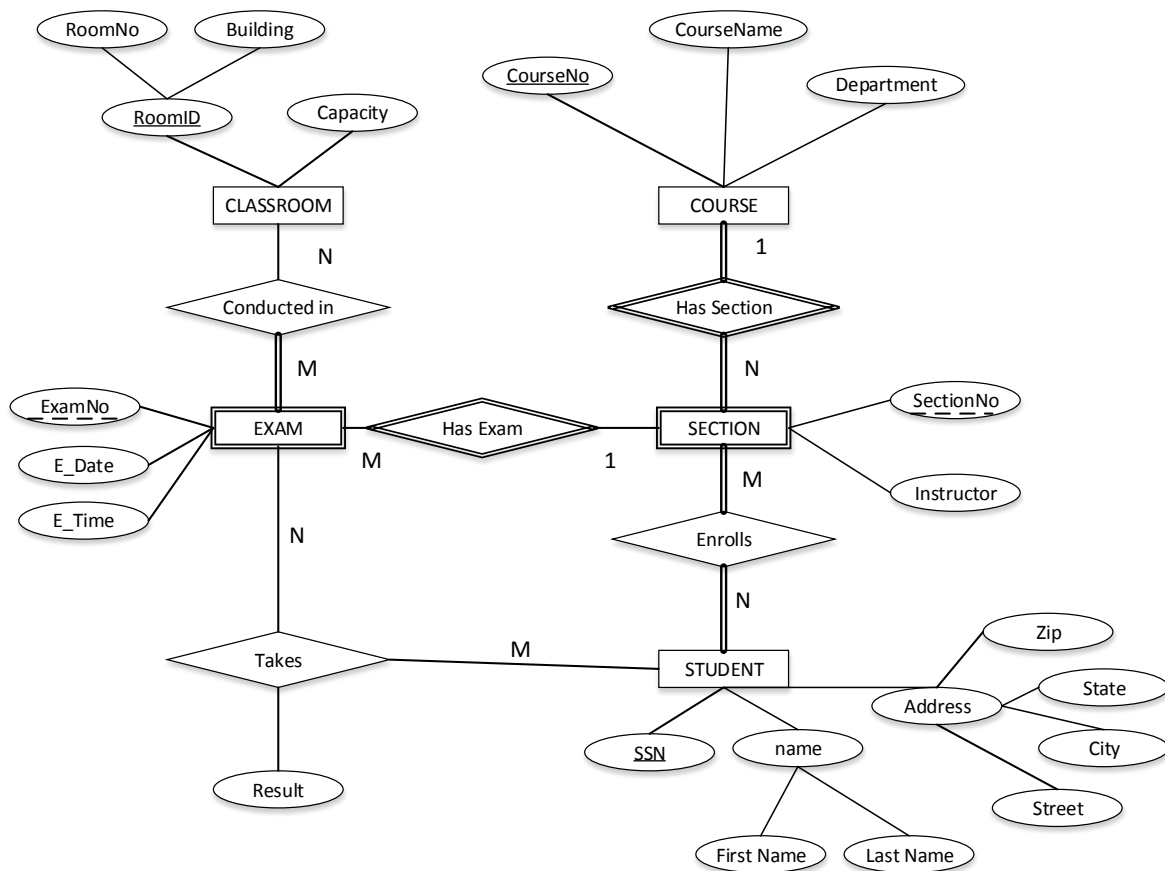 RoomNo
Building
CourseName
CourseNo
Department
RoomID
Capacity
CLASSROOM
COURSE
N
1
Conducted in
Has Section
M
N
ExamNo
SectionNo
EXAM
Has Exam
SECTION
M
1
E_Date
M
Instructor
E_Time
N
Enrolls
N
Zip
M
Takes
STUDENT
State
Address
SSN
name
City
Result
Street
First Name
Last Name